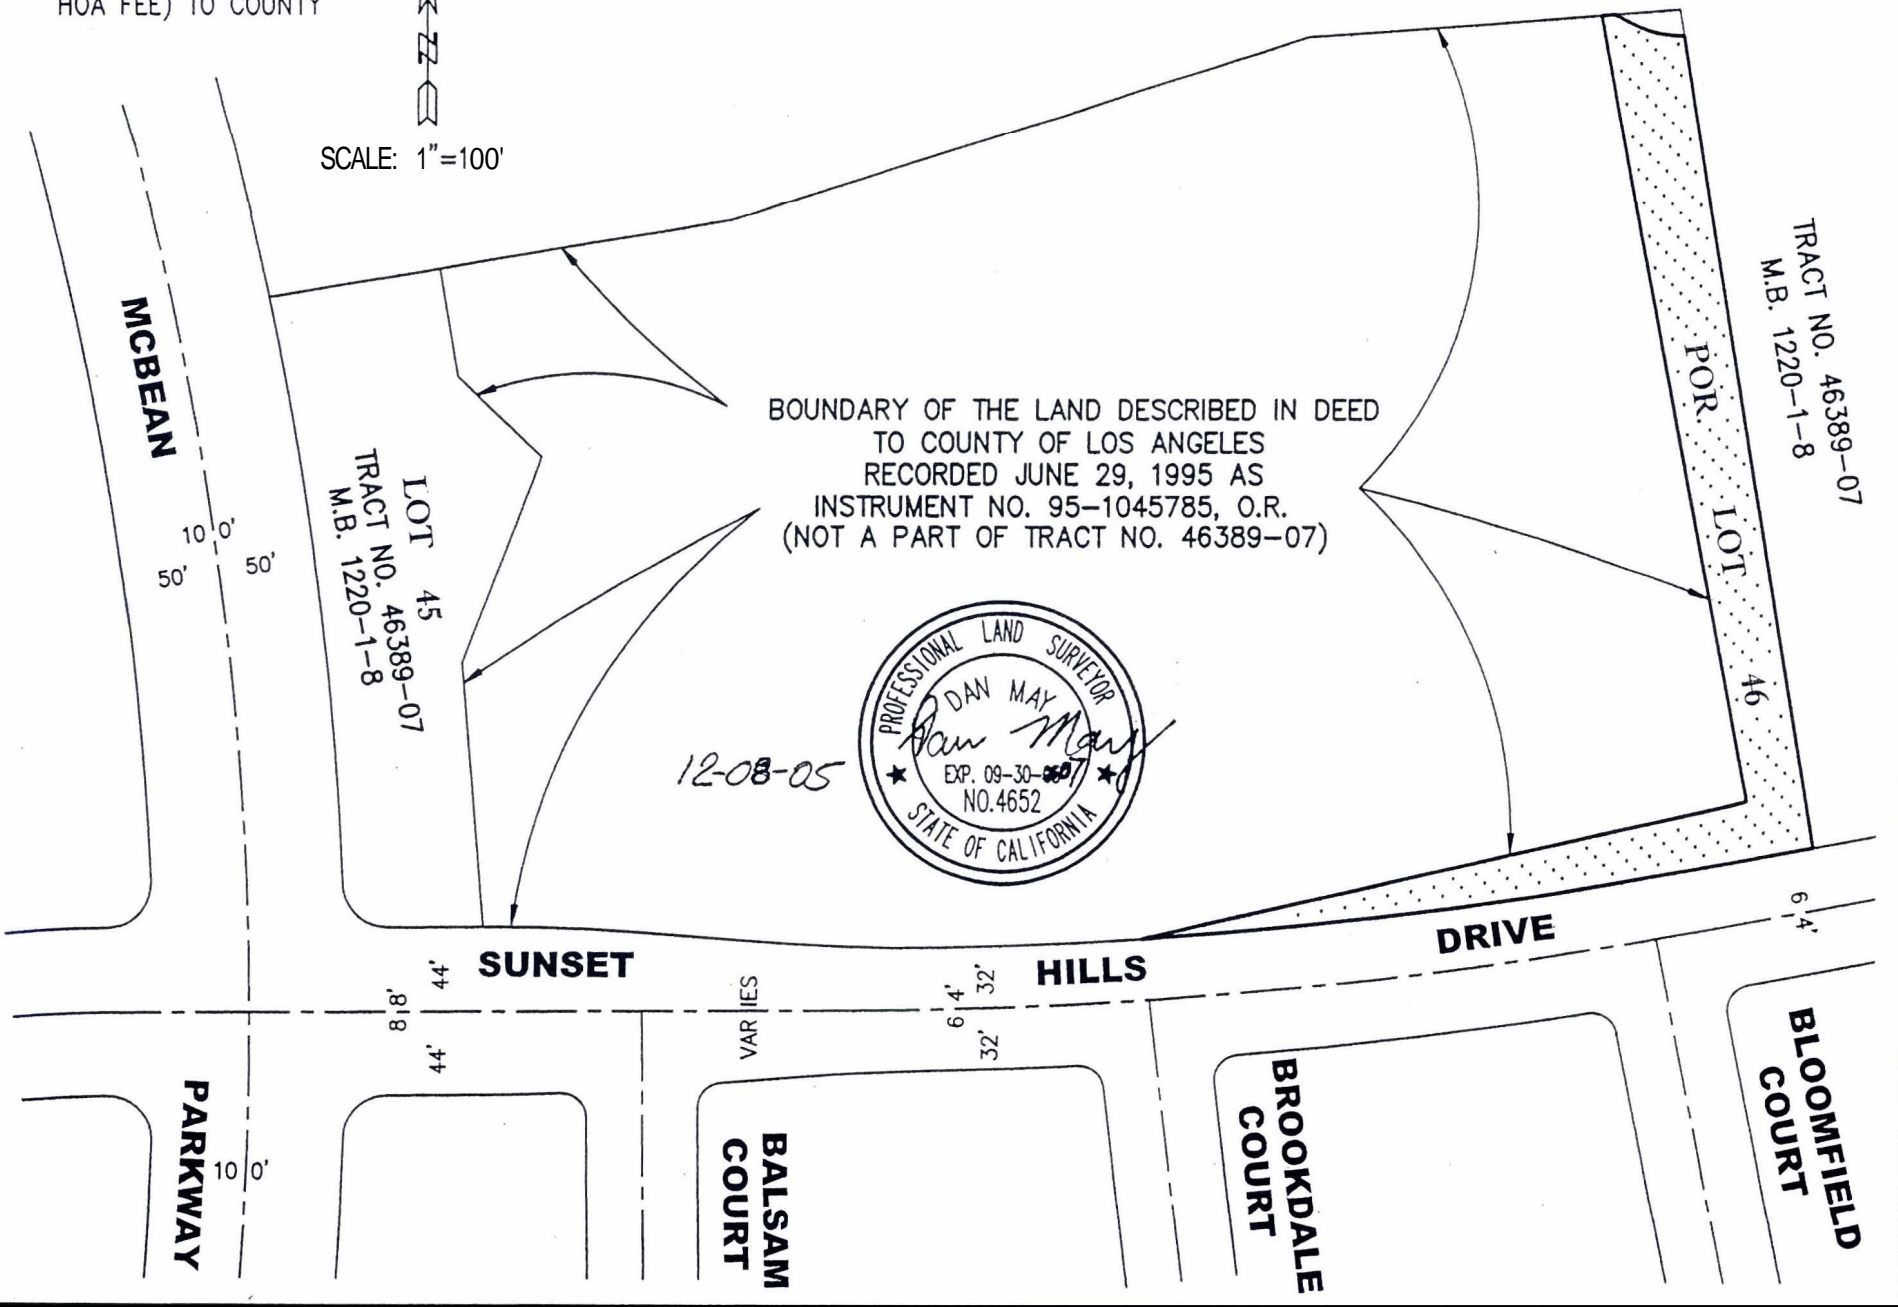 HOA FEE) TO COUNTY
N
SCALE: 1"=100'
MCBEAN
100'
50'
50'
LOT 45
TRACT NO. 46389-07
M.B. 1220-1-8
BOUNDARY OF THE LAND DESCRIBED IN DEED
TO COUNTY OF LOS ANGELES
RECORDED JUNE 29, 1995 AS
INSTRUMENT NO. 95-1045785, O.R.
(NOT A PART OF TRACT NO. 46389-07)
TRACT NO. 46389-07
M.B. 1220-1-8
POR LOT 46
12-08-05
PROFESSIONAL LAND SURVEYOR
DAN MAY
Dan May
EXP. 09-30-07
NO.4652
STATE OF CALIFORNIA
SUNSET HILLS DRIVE
88'
44'
44'
VARIES
64'
32'
32'
64'
PARKWAY
100'
BALSAM
COURT
BROOKDALE
COURT
BLOOMFIELD
COURT